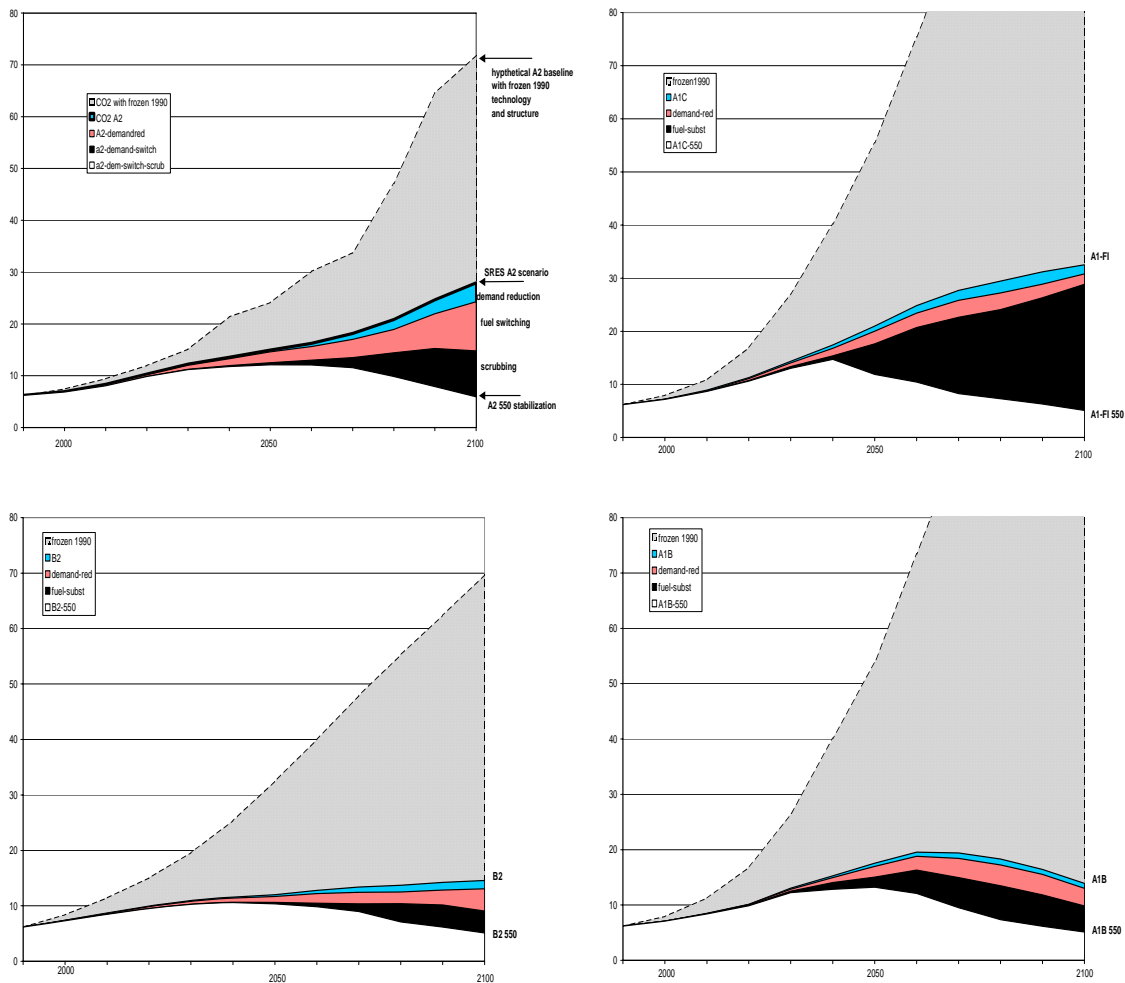 80
70
60
50
40
30
20
10
0
2000
2050
2100
CO2 with frozen 1990
CO2 A2
A2-demandred
a2-demand-switch
a2-dem-switch-scrub
hypthetical A2 baseline
with frozen 1990
technology
and structure
SRES A2 scenario
demand reduction
fuel switching
scrubbing
A2 550 stabilization
80
70
60
50
40
30
20
10
0
2000
2050
2100
frozen1990
A1C
demand-red
fuel-subst
A1C-550
A1-FI
A1-FI 550
80
70
60
50
40
30
20
10
0
2000
2050
2100
frozen 1990
B2
demand-red
fuel-subst
B2-550
B2
B2 550
80
70
60
50
40
30
20
10
0
2000
2050
2100
frozen 1990
A1B
demand-red
fuel-subst
A1B-550
A1B
A1B 550